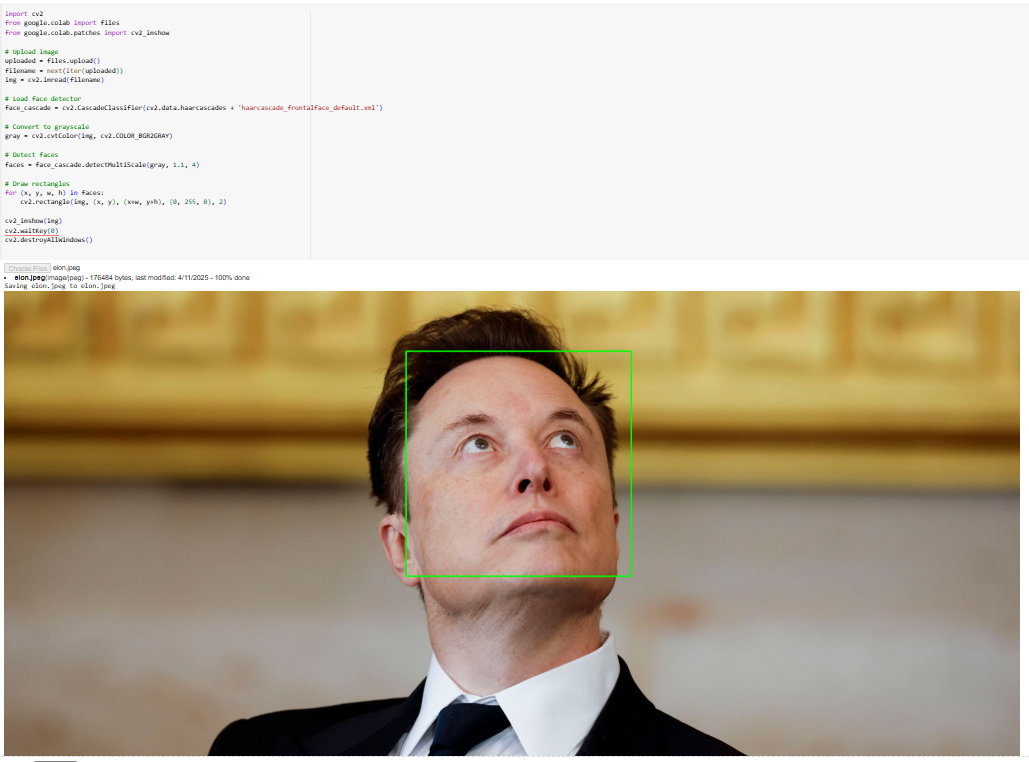 import cv2
from google.colab import files
from google.colab.patches import cv2_imshow
# Upload image
uploaded = files.upload()
filename = next(iter(uploaded))
img = cv2.imread(filename)
# Load face detector
face_cascade = cv2.CascadeClassifier(cv2.data.haarcascades + 'haarcascade_frontalface_default.xml')
# Convert to grayscale
gray = cv2.cvtColor(img, cv2.COLOR_BGR2GRAY)
# Detect faces
faces = face_cascade.detectMultiScale(gray, 1.1, 4)
# Draw rectangles
for (x, y, w, h) in faces:
    cv2.rectangle(img, (x, y), (x+w, y+h), (0, 255, 0), 2)
cv2_imshow(img)
cv2.waitKey(0)
cv2.destroyAllWindows()
Choose Files elon.jpeg
• elon.jpeg(image/jpeg) - 176484 bytes, last modified: 4/11/2025 - 100% done
Saving elon.jpeg to elon.jpeg